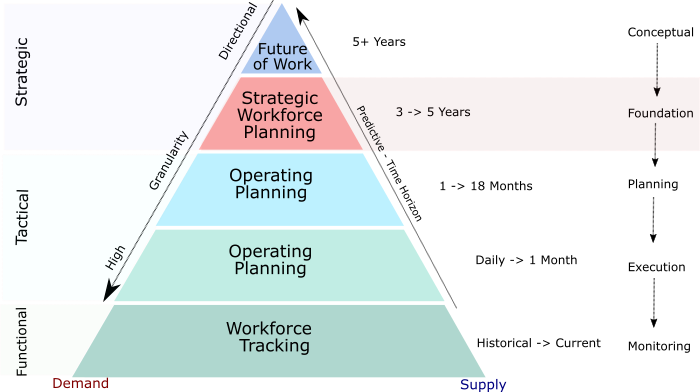 Strategic
Directional
Future
of Work
5+ Years
Conceptual
Strategic
Workforce
Planning
3 -> 5 Years
Foundation
Granularity
Predictive - Time Horizon
Tactical
Operating
Planning
1 -> 18 Months
Planning
High
Operating
Planning
Daily -> 1 Month
Execution
Functional
Workforce
Tracking
Historical -> Current
Monitoring
Demand
Supply